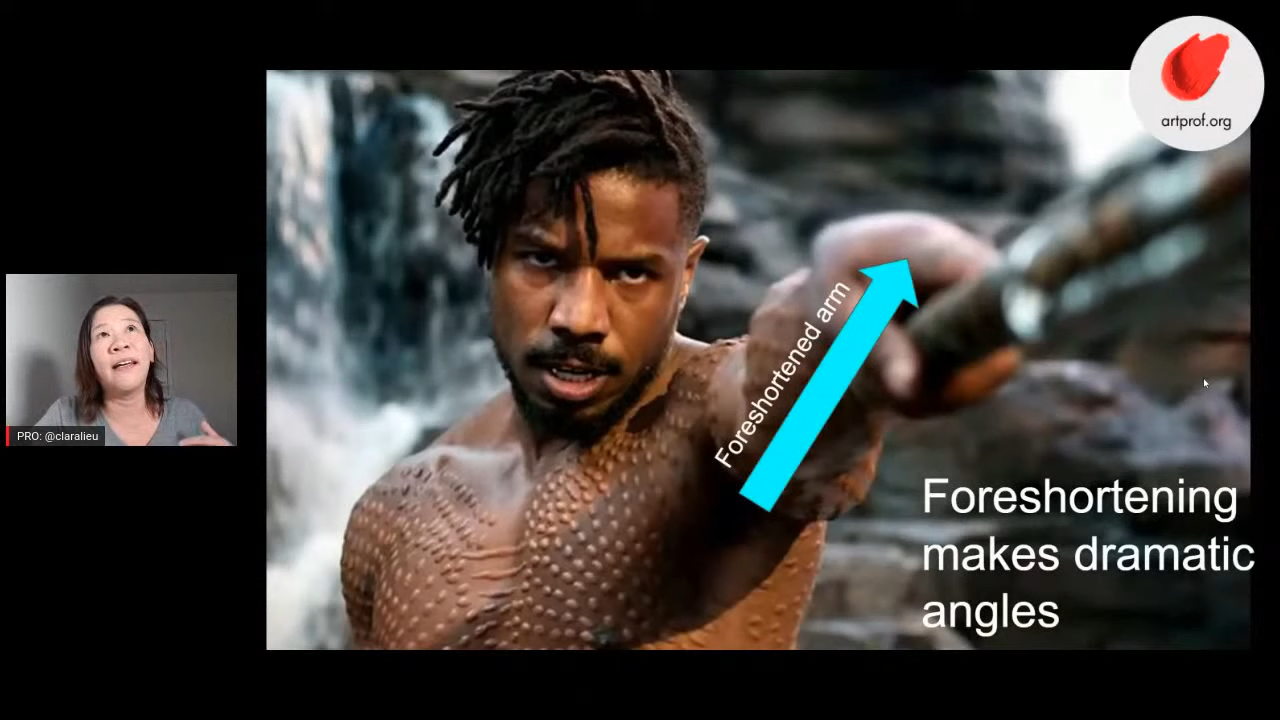 artprof.org
Foreshortened arm
PRO: @claralieu
Foreshortening
makes dramatic
angles